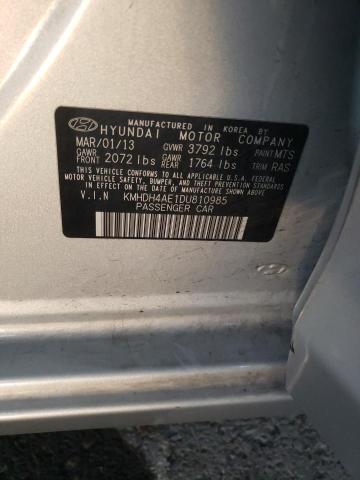 MANUFACTURED IN KOREA BY
HYUNDAI MOTOR COMPANY
MAR/01/13 GVWR 3792 lbs PAINT MTS
GAWR FRONT 2072 lbs GAWR REAR 1764 lbs TRIM RAS
THIS VEHICLE CONFORMS TO ALL APPLICABLE U.S.A. FEDERAL
MOTOR VEHICLE SAFETY, BUMPER, AND THEFT PREVENTION
STANDARDS IN EFFECT ON THE DATE OF MANUFACTURE SHOWN ABOVE.
V.I.N KMHDH4AE1DU810985
PASSENGER CAR